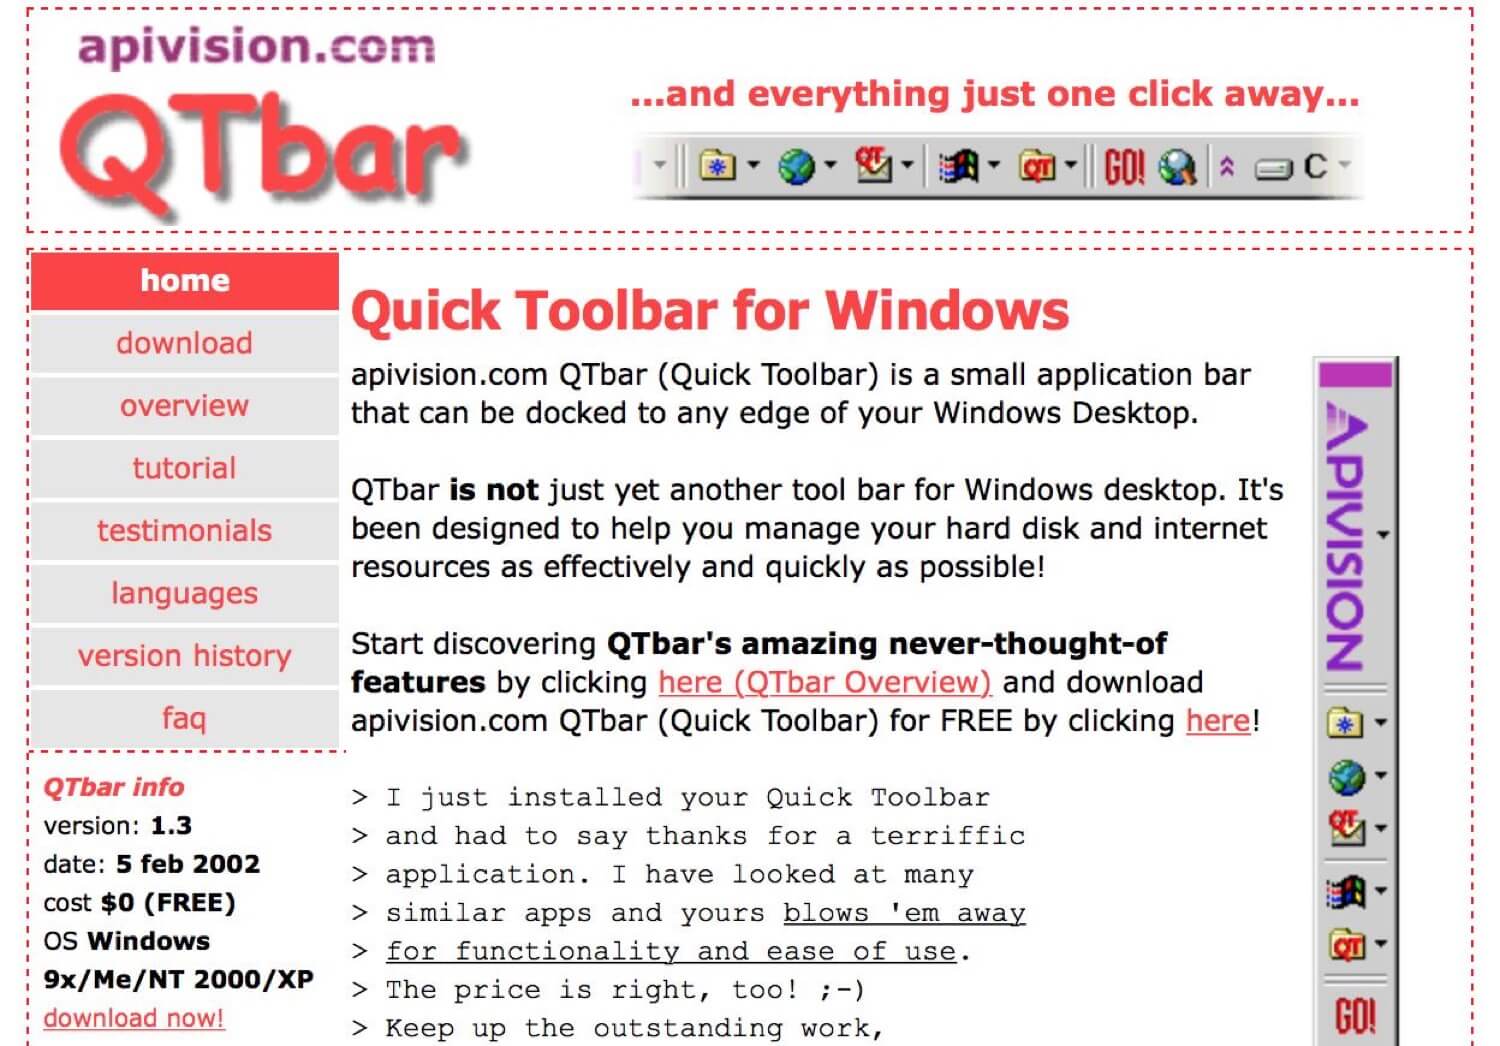 apivision.com
QTbar
...and everything just one click away...
QT
QT
GO!
C
home
download
overview
tutorial
testimonials
languages
version history
faq
QTbar info
version: 1.3
date: 5 feb 2002
cost $0 (FREE)
OS Windows
9x/Me/NT 2000/XP
download now!
Quick Toolbar for Windows
apivision.com QTbar (Quick Toolbar) is a small application bar
that can be docked to any edge of your Windows Desktop.
QTbar is not just yet another tool bar for Windows desktop. It's
been designed to help you manage your hard disk and internet
resources as effectively and quickly as possible!
Start discovering QTbar's amazing never-thought-of
features by clicking here (QTbar Overview) and download
apivision.com QTbar (Quick Toolbar) for FREE by clicking here!
> I just installed your Quick Toolbar
> and had to say thanks for a terriffic
> application. I have looked at many
> similar apps and yours blows 'em away
> for functionality and ease of use.
> The price is right, too! ;-)
> Keep up the outstanding work,
APIVISION
QT
QT
GO!